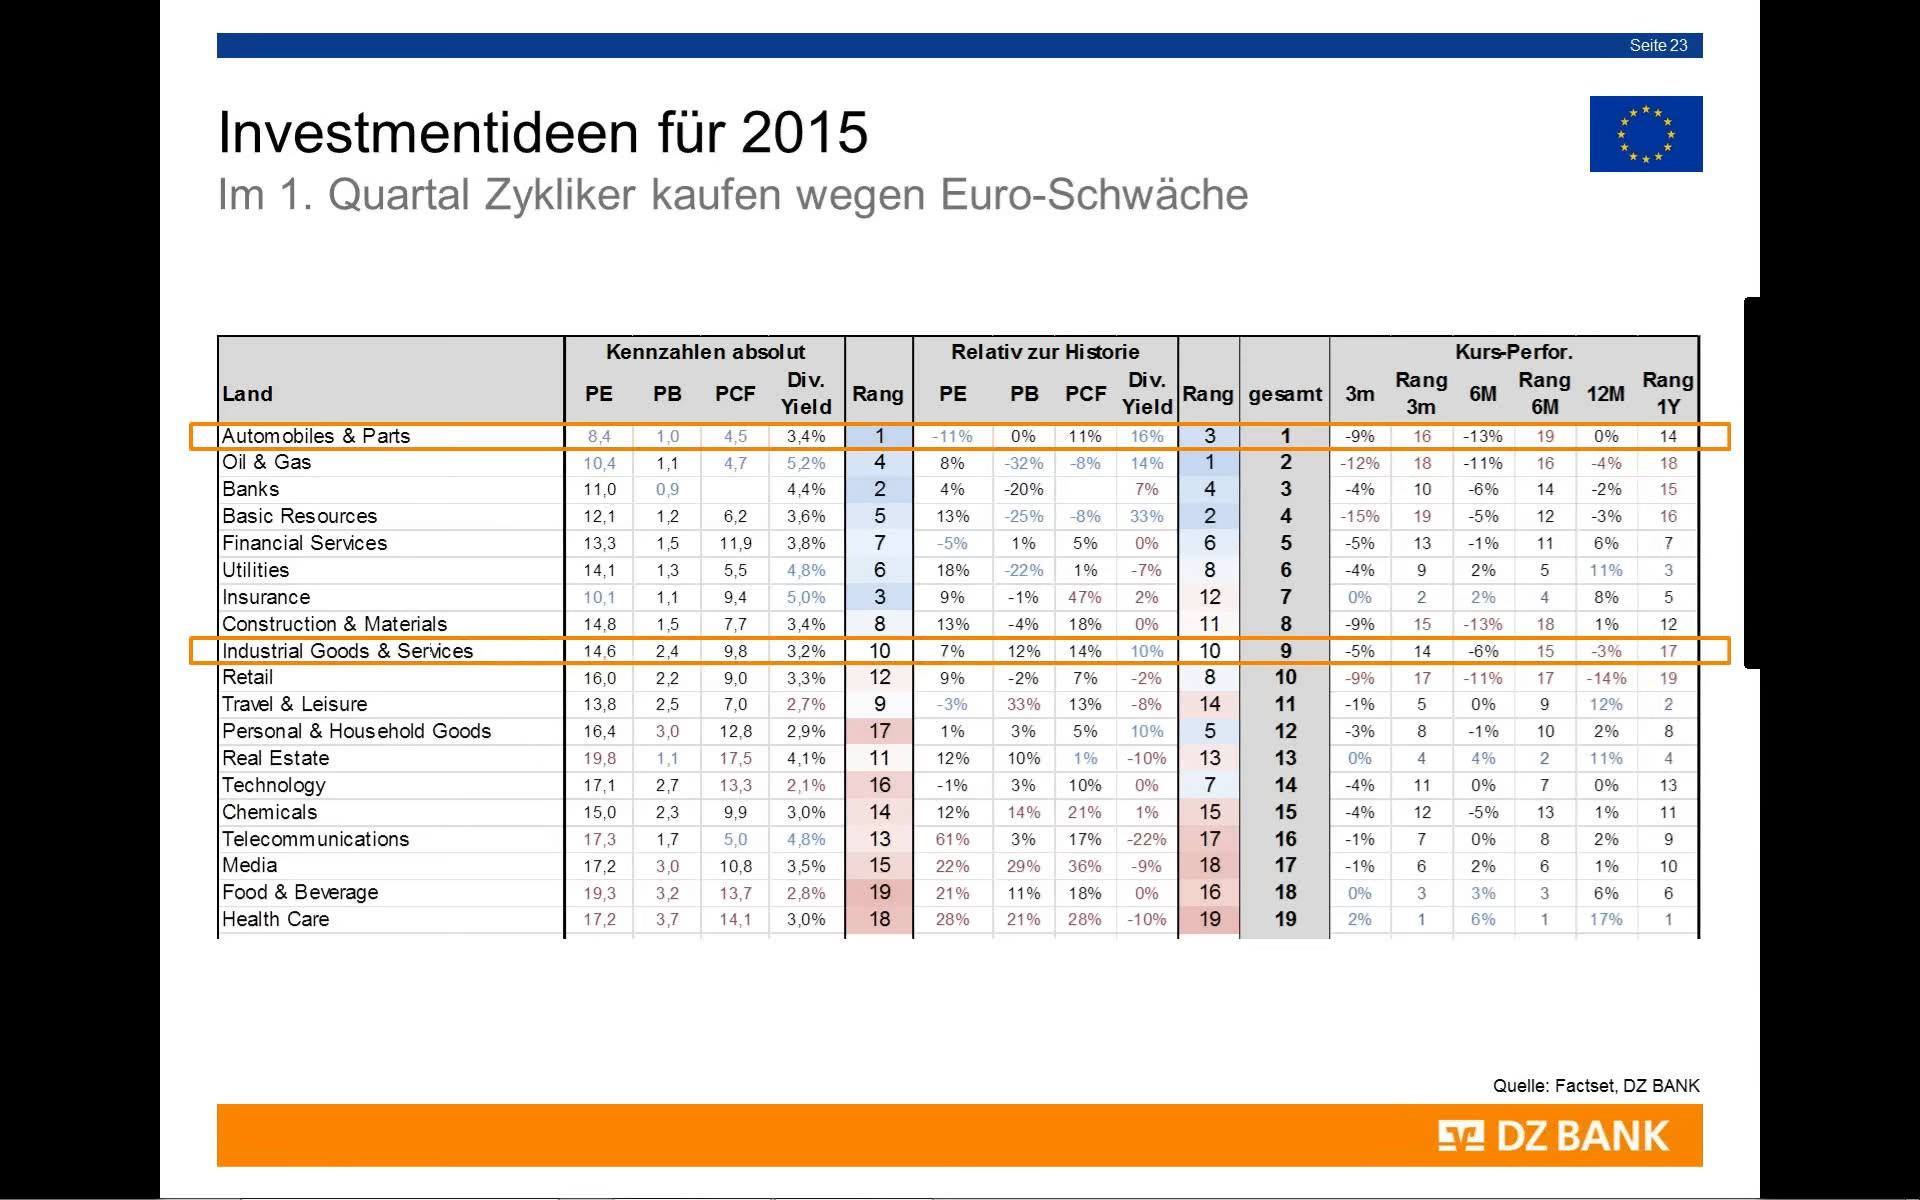 Seite 23
Investmentideen für 2015
Im 1. Quartal Zykliker kaufen wegen Euro-Schwäche
Kennzahlen absolut Relativ zur Historie Kurs-Perfor.
Land PE PB PCF Div. Yield Rang PE PB PCF Div. Yield Rang gesamt 3m Rang 3m 6M Rang 6M 12M Rang 1Y
Automobiles & Parts 8,4 1,0 4,5 3,4% 1 -11% 0% 11% 16% 3 1 -9% 16 -13% 19 0% 14
Oil & Gas 10,4 1,1 4,7 5,2% 4 8% -32% -8% 14% 1 2 -12% 18 -11% 16 -4% 18
Banks 11,0 0,9 4,4% 2 4% -20% 7% 4 3 -4% 10 -6% 14 -2% 15
Basic Resources 12,1 1,2 6,2 3,6% 5 13% -25% -8% 33% 2 4 -15% 19 -5% 12 -3% 16
Financial Services 13,3 1,5 11,9 3,8% 7 -5% 1% 5% 0% 6 5 -5% 13 -1% 11 6% 7
Utilities 14,1 1,3 5,5 4,8% 6 18% -22% 1% -7% 8 6 -4% 9 2% 5 11% 3
Insurance 10,1 1,1 9,4 5,0% 3 9% -1% 47% 2% 12 7 0% 2 2% 4 8% 5
Construction & Materials 14,8 1,5 7,7 3,4% 8 13% -4% 18% 0% 11 8 -9% 15 -13% 18 1% 12
Industrial Goods & Services 14,6 2,4 9,8 3,2% 10 7% 12% 14% 10% 10 9 -5% 14 -6% 15 -3% 17
Retail 16,0 2,2 9,0 3,3% 12 9% -2% 7% -2% 8 10 -9% 17 -11% 17 -14% 19
Travel & Leisure 13,8 2,5 7,0 2,7% 9 -3% 33% 13% -8% 14 11 -1% 5 0% 9 12% 2
Personal & Household Goods 16,4 3,0 12,8 2,9% 17 1% 3% 5% 10% 5 12 -3% 8 -1% 10 2% 8
Real Estate 19,8 1,1 17,5 4,1% 11 12% 10% 1% -10% 13 13 0% 4 4% 2 11% 4
Technology 17,1 2,7 13,3 2,1% 16 -1% 3% 10% 0% 7 14 -4% 11 0% 7 0% 13
Chemicals 15,0 2,3 9,9 3,0% 14 12% 14% 21% 1% 15 15 -4% 12 -5% 13 1% 11
Telecommunications 17,3 1,7 5,0 4,8% 13 61% 3% 17% -22% 17 16 -1% 7 0% 8 2% 9
Media 17,2 3,0 10,8 3,5% 15 22% 29% 36% -9% 18 17 -1% 6 2% 6 1% 10
Food & Beverage 19,3 3,2 13,7 2,8% 19 21% 11% 18% 0% 16 18 0% 3 3% 3 6% 6
Health Care 17,2 3,7 14,1 3,0% 18 28% 21% 28% -10% 19 19 2% 1 6% 1 17% 1
Quelle: Factset, DZ BANK
DZ BANK